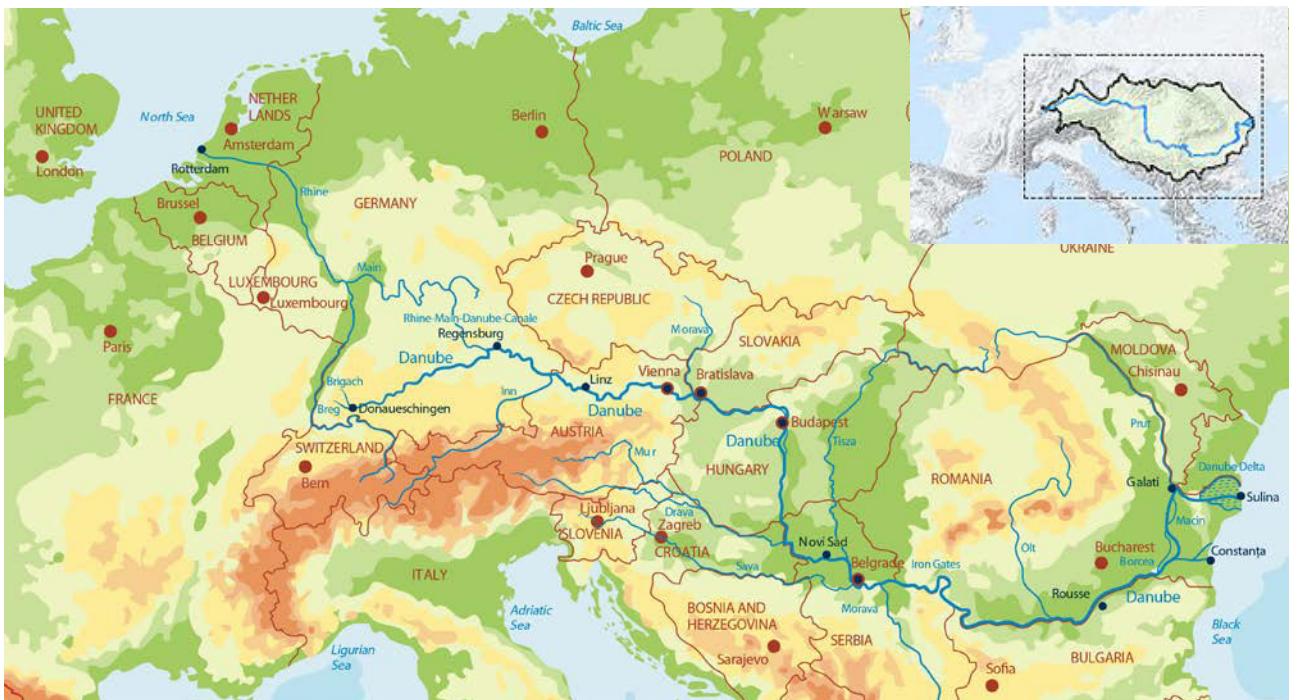 Baltic Sea
UNITED
KINGDOM
London
North Sea
NETHER
LANDS
Amsterdam
Rotterdam
Berlin
Warsaw
POLAND
Rhine
Brussel
BELGIUM
GERMANY
UKRAINE
LUXEMBOURG
Luxembourg
Main
Prague
CZECH REPUBLIC
Rhine-Main-Danube-Canale
Regensburg
Morava
SLOVAKIA
MOLDOVA
Chisinau
Paris
Danube
Vienna
Bratislava
Linz
Brigach
Breg
Donaueschingen
Inn
Danube
FRANCE
Budapest
Danube
Tisza
Prut
SWITZERLAND
Bern
AUSTRIA
Mur
HUNGARY
ROMANIA
Danube Delta
Galati
Sulina
Ljubljana
SLOVENIA
Drava
Zagreb
CROATIA
Macin
Novi Sad
Olt
Bucharest
Borcea
Constanța
ITALY
Sava
Belgrade
Iron Gates
Rousse
Danube
Adriatic
Sea
BOSNIA AND
HERZEGOVINA
Sarajevo
Morava
SERBIA
Black
Sea
Ligurian
Sea
Sofia
BULGARIA